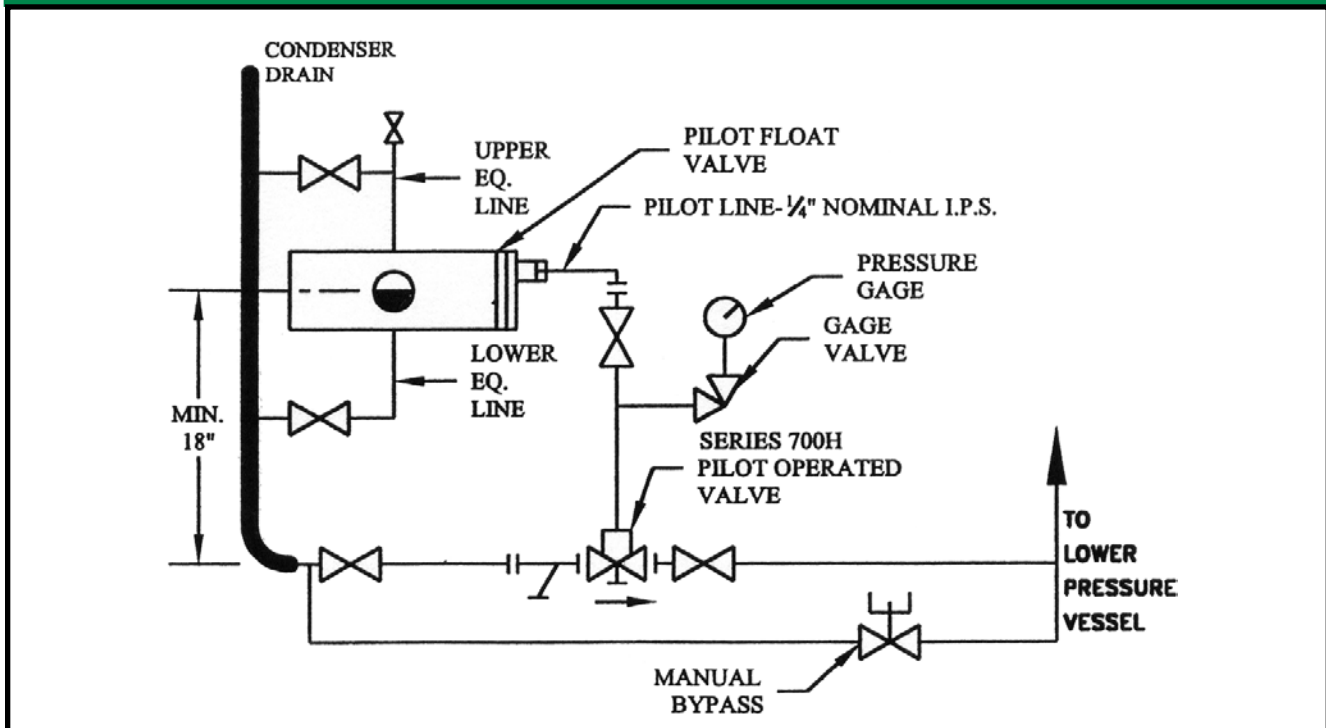 CONDENSER
DRAIN
UPPER
EQ.
LINE
PILOT FLOAT
VALVE
PILOT LINE-¼" NOMINAL I.P.S.
PRESSURE
GAGE
GAGE
VALVE
LOWER
EQ.
LINE
MIN.
18"
SERIES 700H
PILOT OPERATED
VALVE
TO
LOWER
PRESSURE
VESSEL
MANUAL
BYPASS